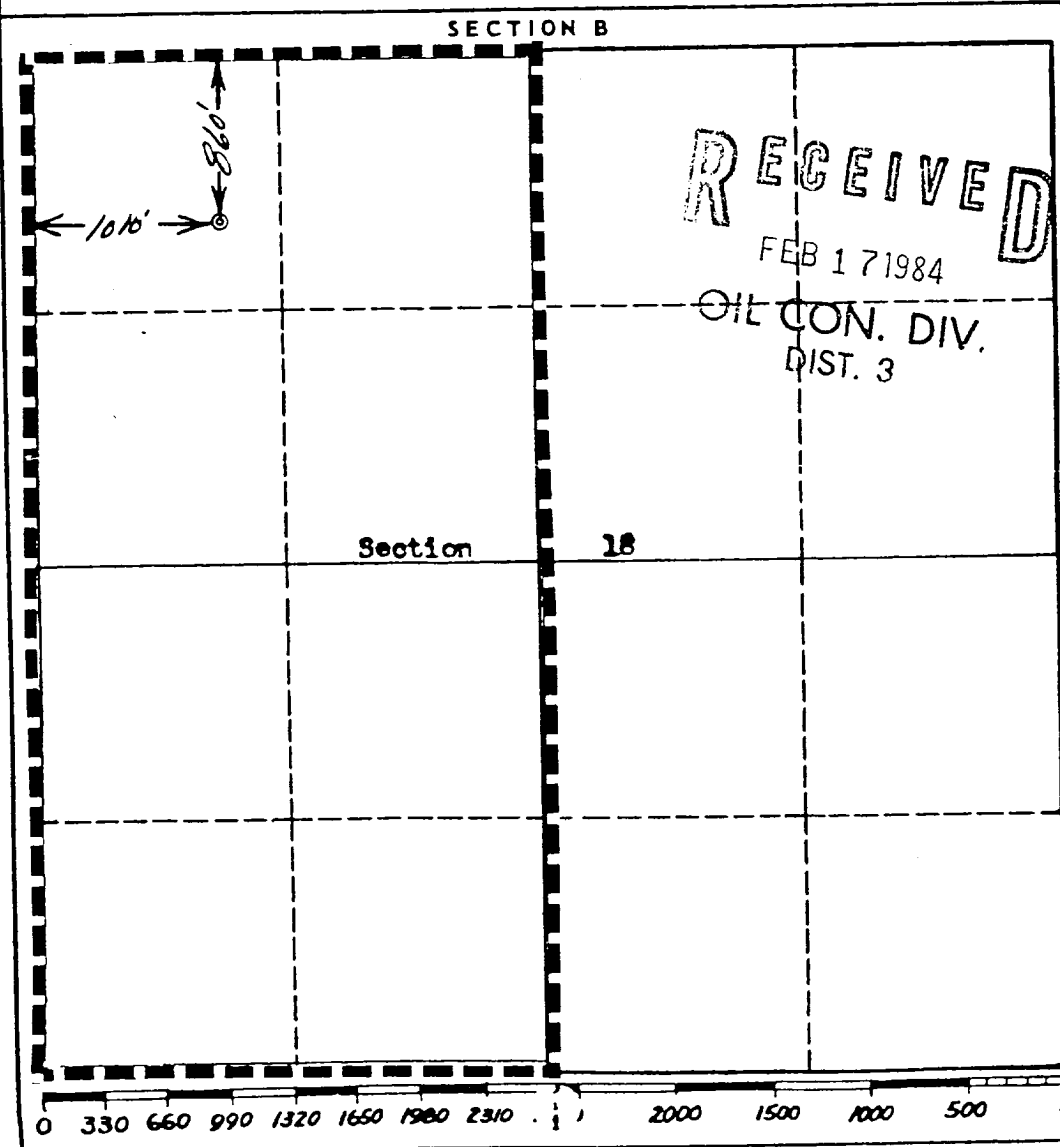 SECTION B
860'
1010'
RECEIVED
FEB 17 1984
OIL CON. DIV.
DIST. 3
Section 18
0 330 660 990 1320 1650 1980 2310 2000 1500 1000 500